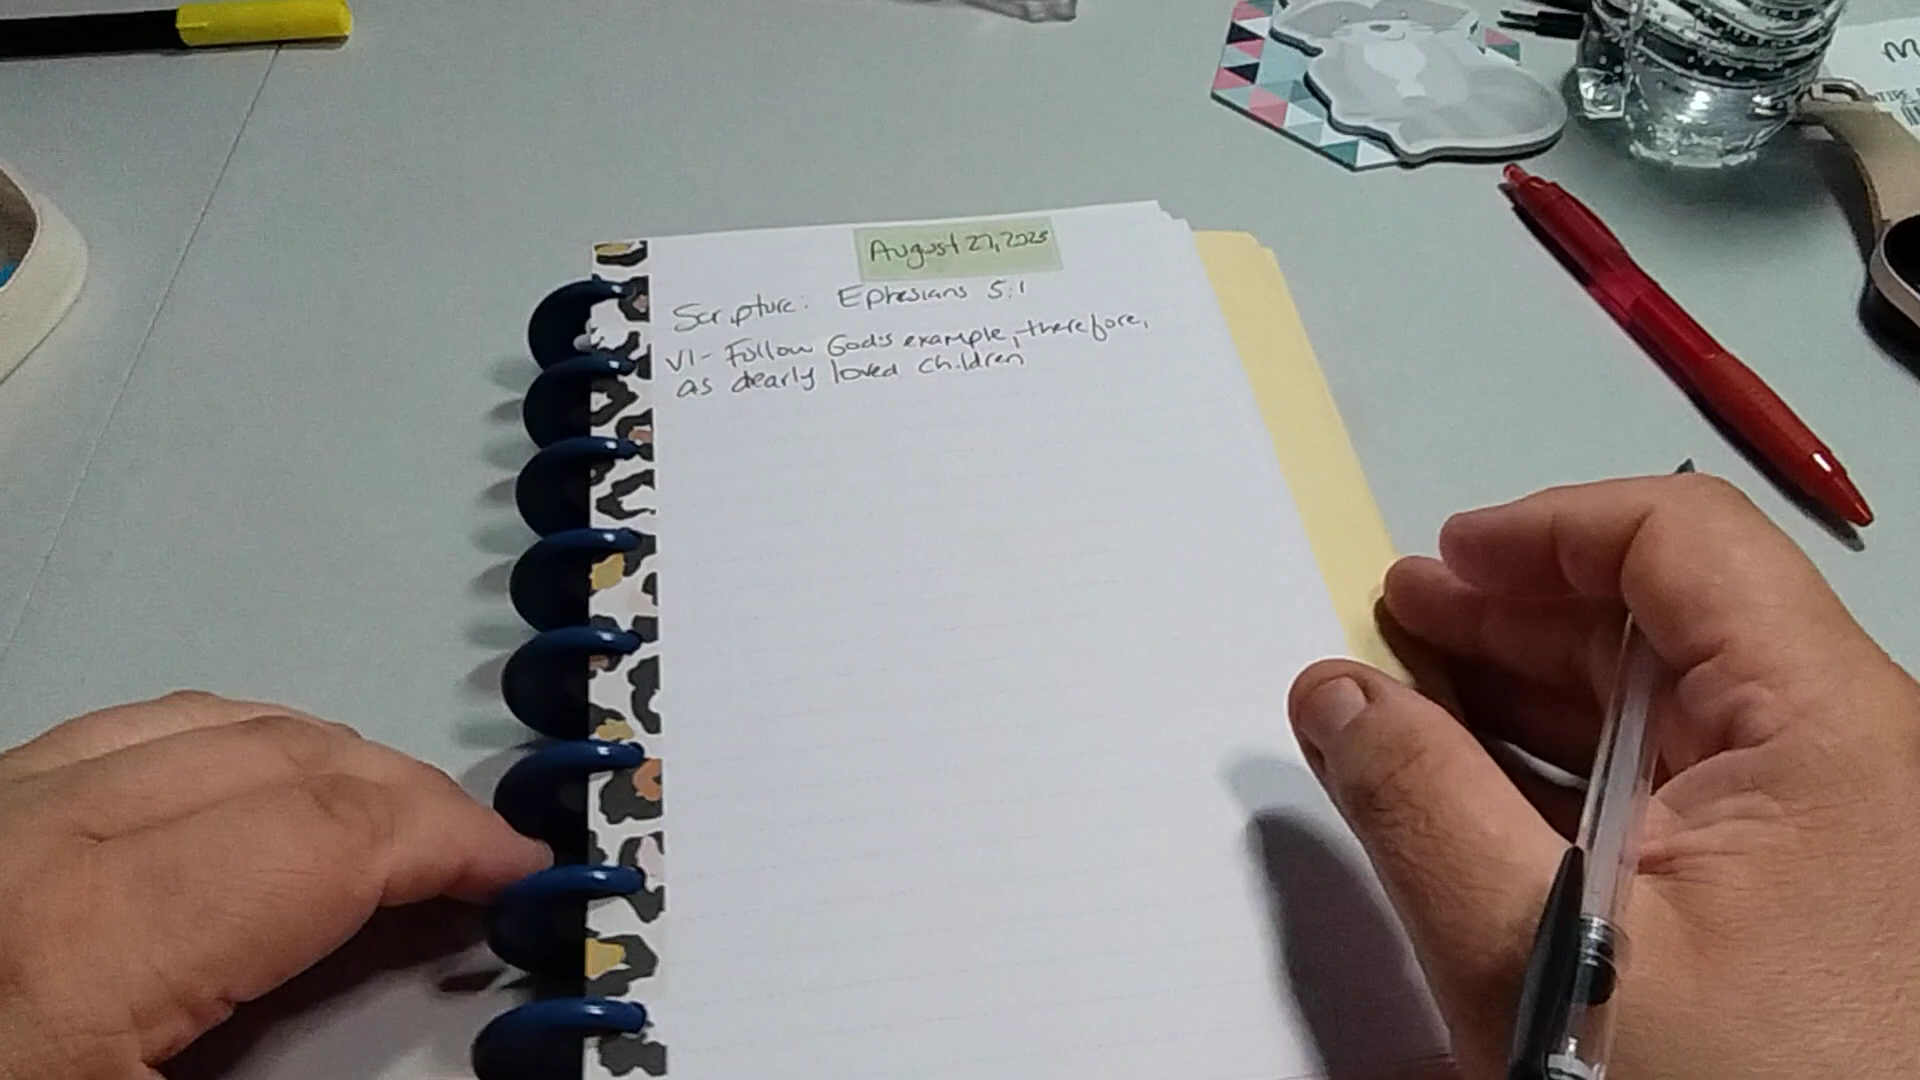 August 27, 2023
Scripture: Ephesians 5:1
V1- Follow God's example, therefore,
as dearly loved children